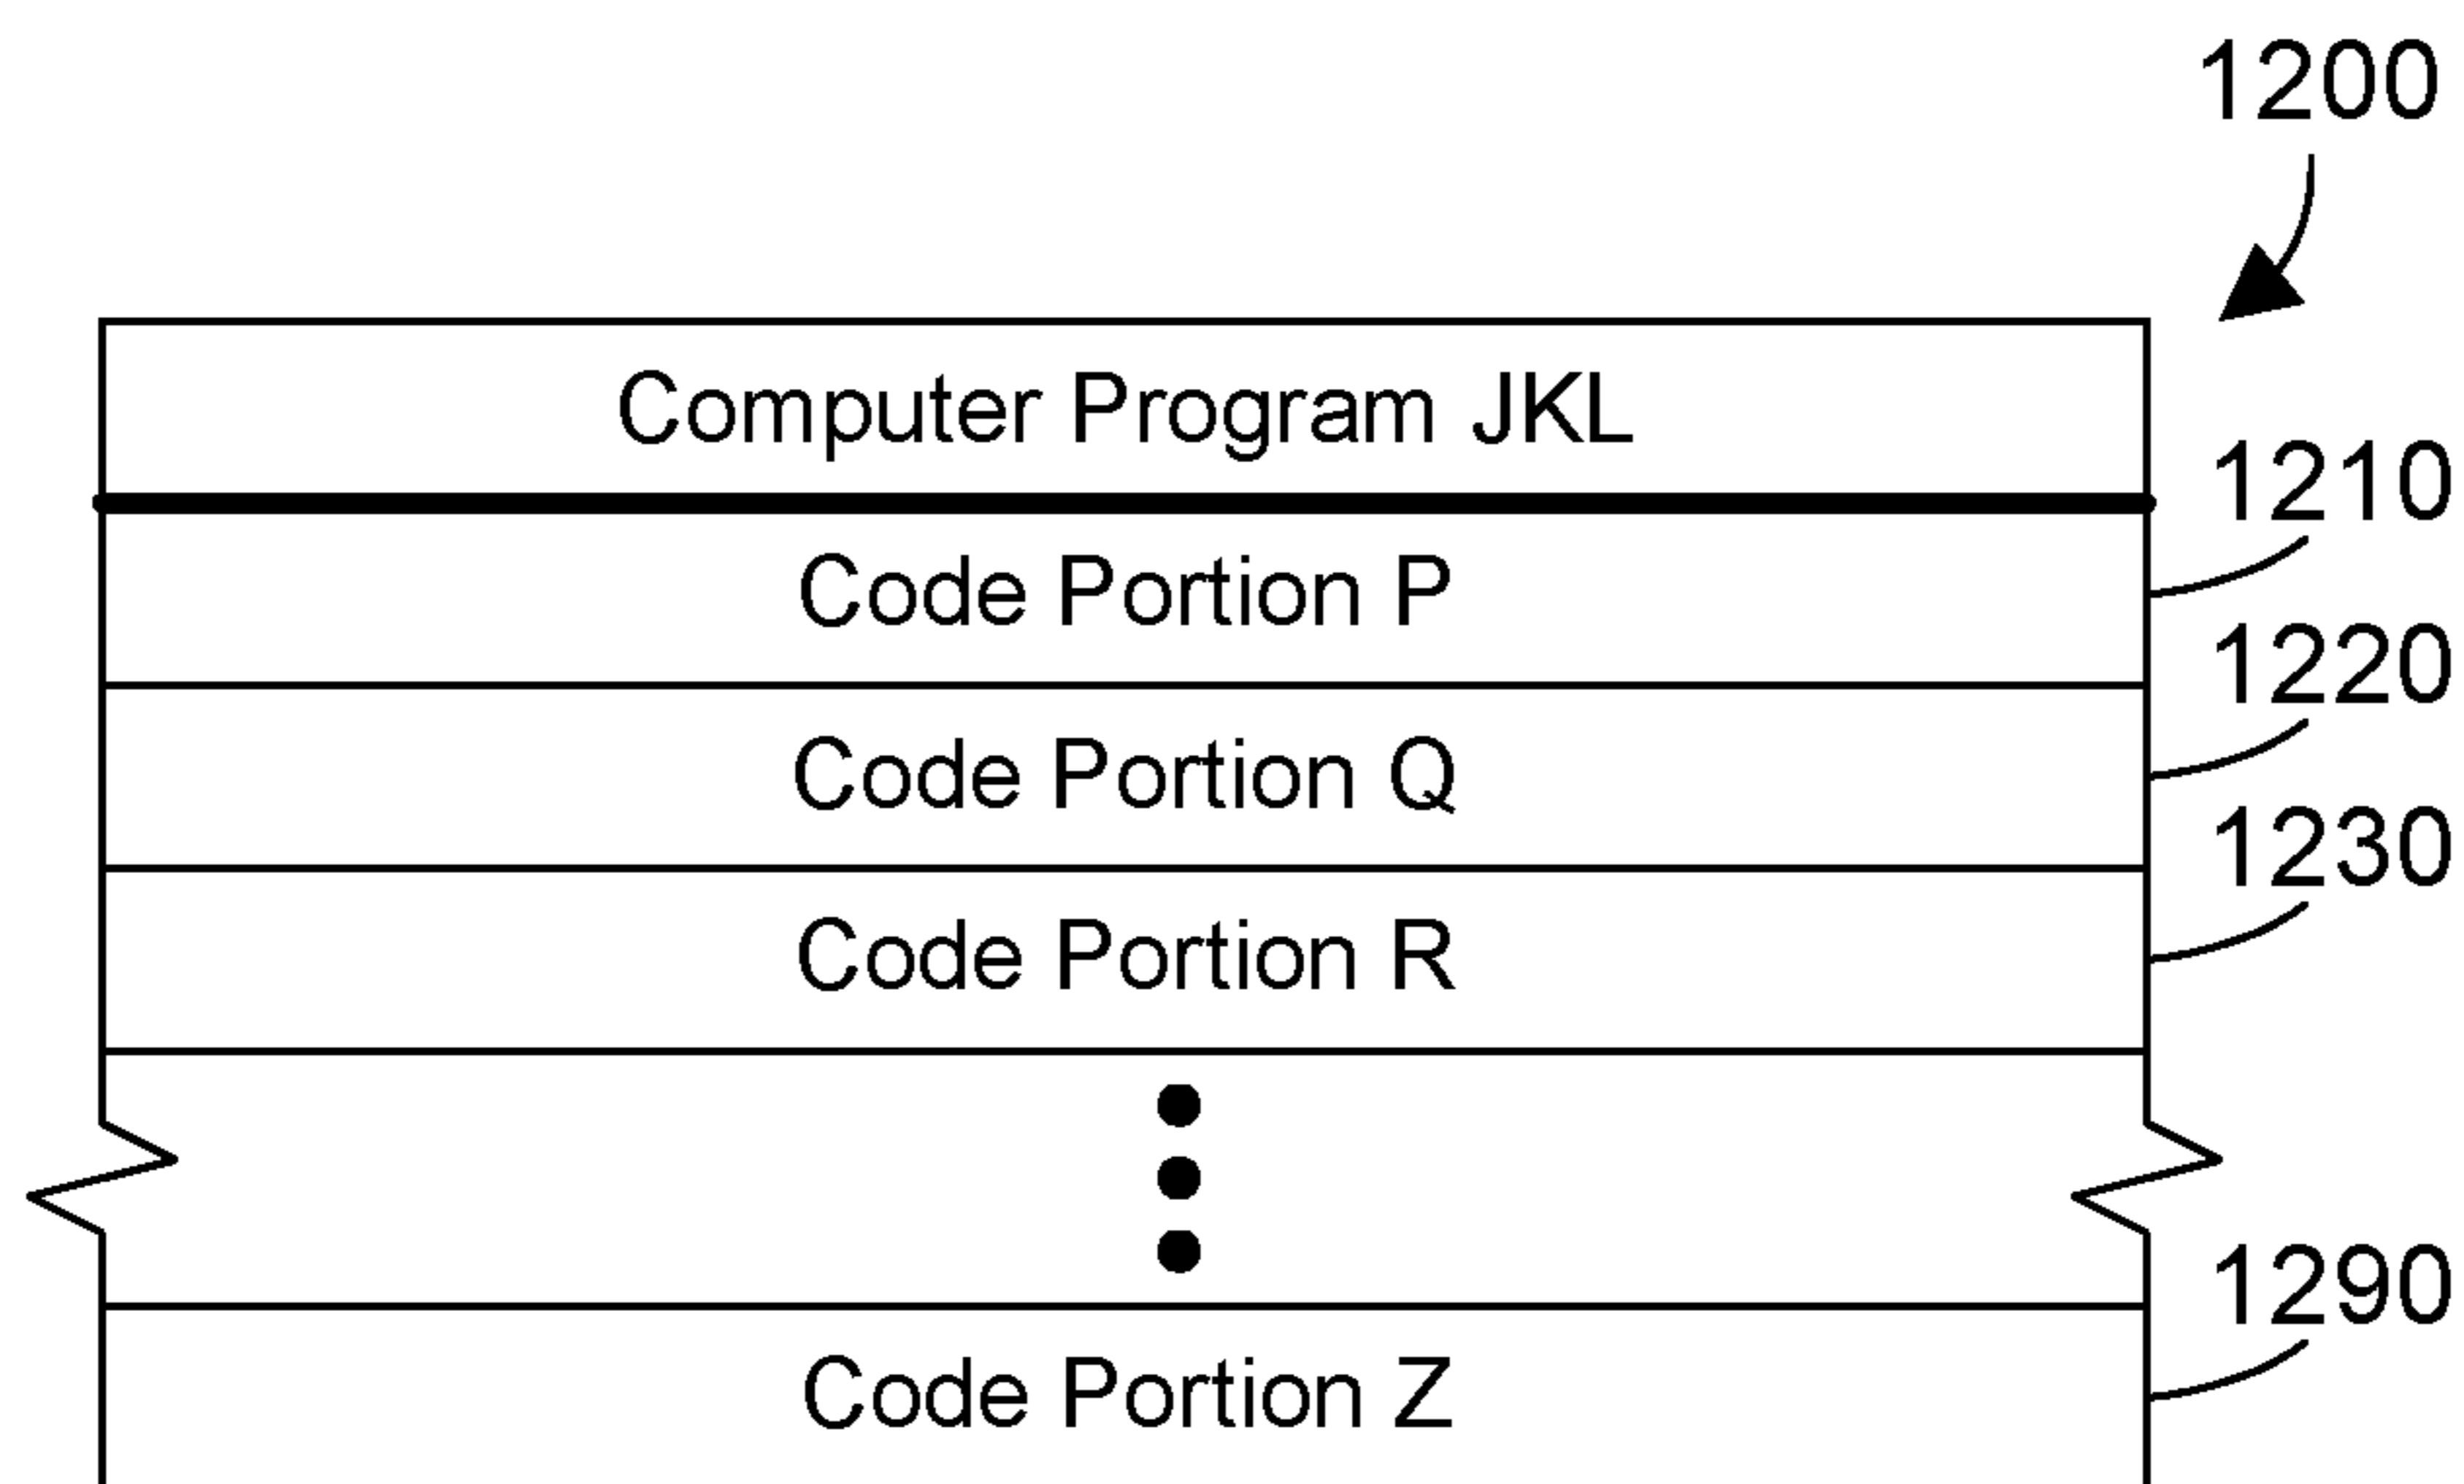 1200
Computer Program JKL
1210
Code Portion P
1220
Code Portion Q
1230
Code Portion R
1290
Code Portion Z